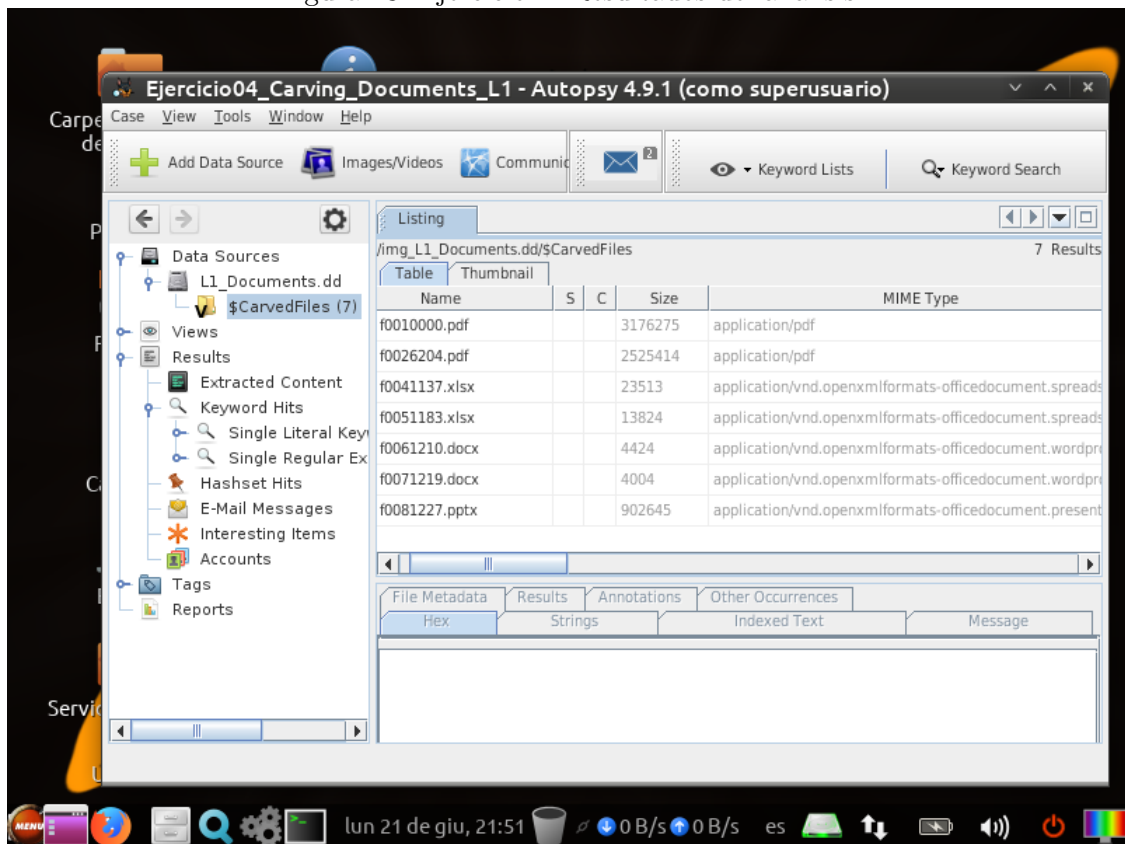 Ejercicio04_Carving_Documents_L1 - Autopsy 4.9.1 (como superusuario)
Case View Tools Window Help
Add Data Source
Images/Videos
Communic
2
Keyword Lists
Keyword Search
Data Sources
L1_Documents.dd
$CarvedFiles (7)
Views
Results
Extracted Content
Keyword Hits
Single Literal Key
Single Regular Ex
Hashset Hits
E-Mail Messages
Interesting Items
Accounts
Tags
Reports
Listing
/img_L1_Documents.dd/$CarvedFiles
7 Results
Table Thumbnail
Name S C Size MIME Type
f0010000.pdf 3176275 application/pdf
f0026204.pdf 2525414 application/pdf
f0041137.xlsx 23513 application/vnd.openxmlformats-officedocument.spreads
f0051183.xlsx 13824 application/vnd.openxmlformats-officedocument.spreads
f0061210.docx 4424 application/vnd.openxmlformats-officedocument.wordpr
f0071219.docx 4004 application/vnd.openxmlformats-officedocument.wordpr
f0081227.pptx 902645 application/vnd.openxmlformats-officedocument.present
File Metadata Results Annotations Other Occurrences
Hex Strings Indexed Text Message
Carpe
de
P
Servic
MENU
lun 21 de giu, 21:51
0 B/s 0 B/s
es